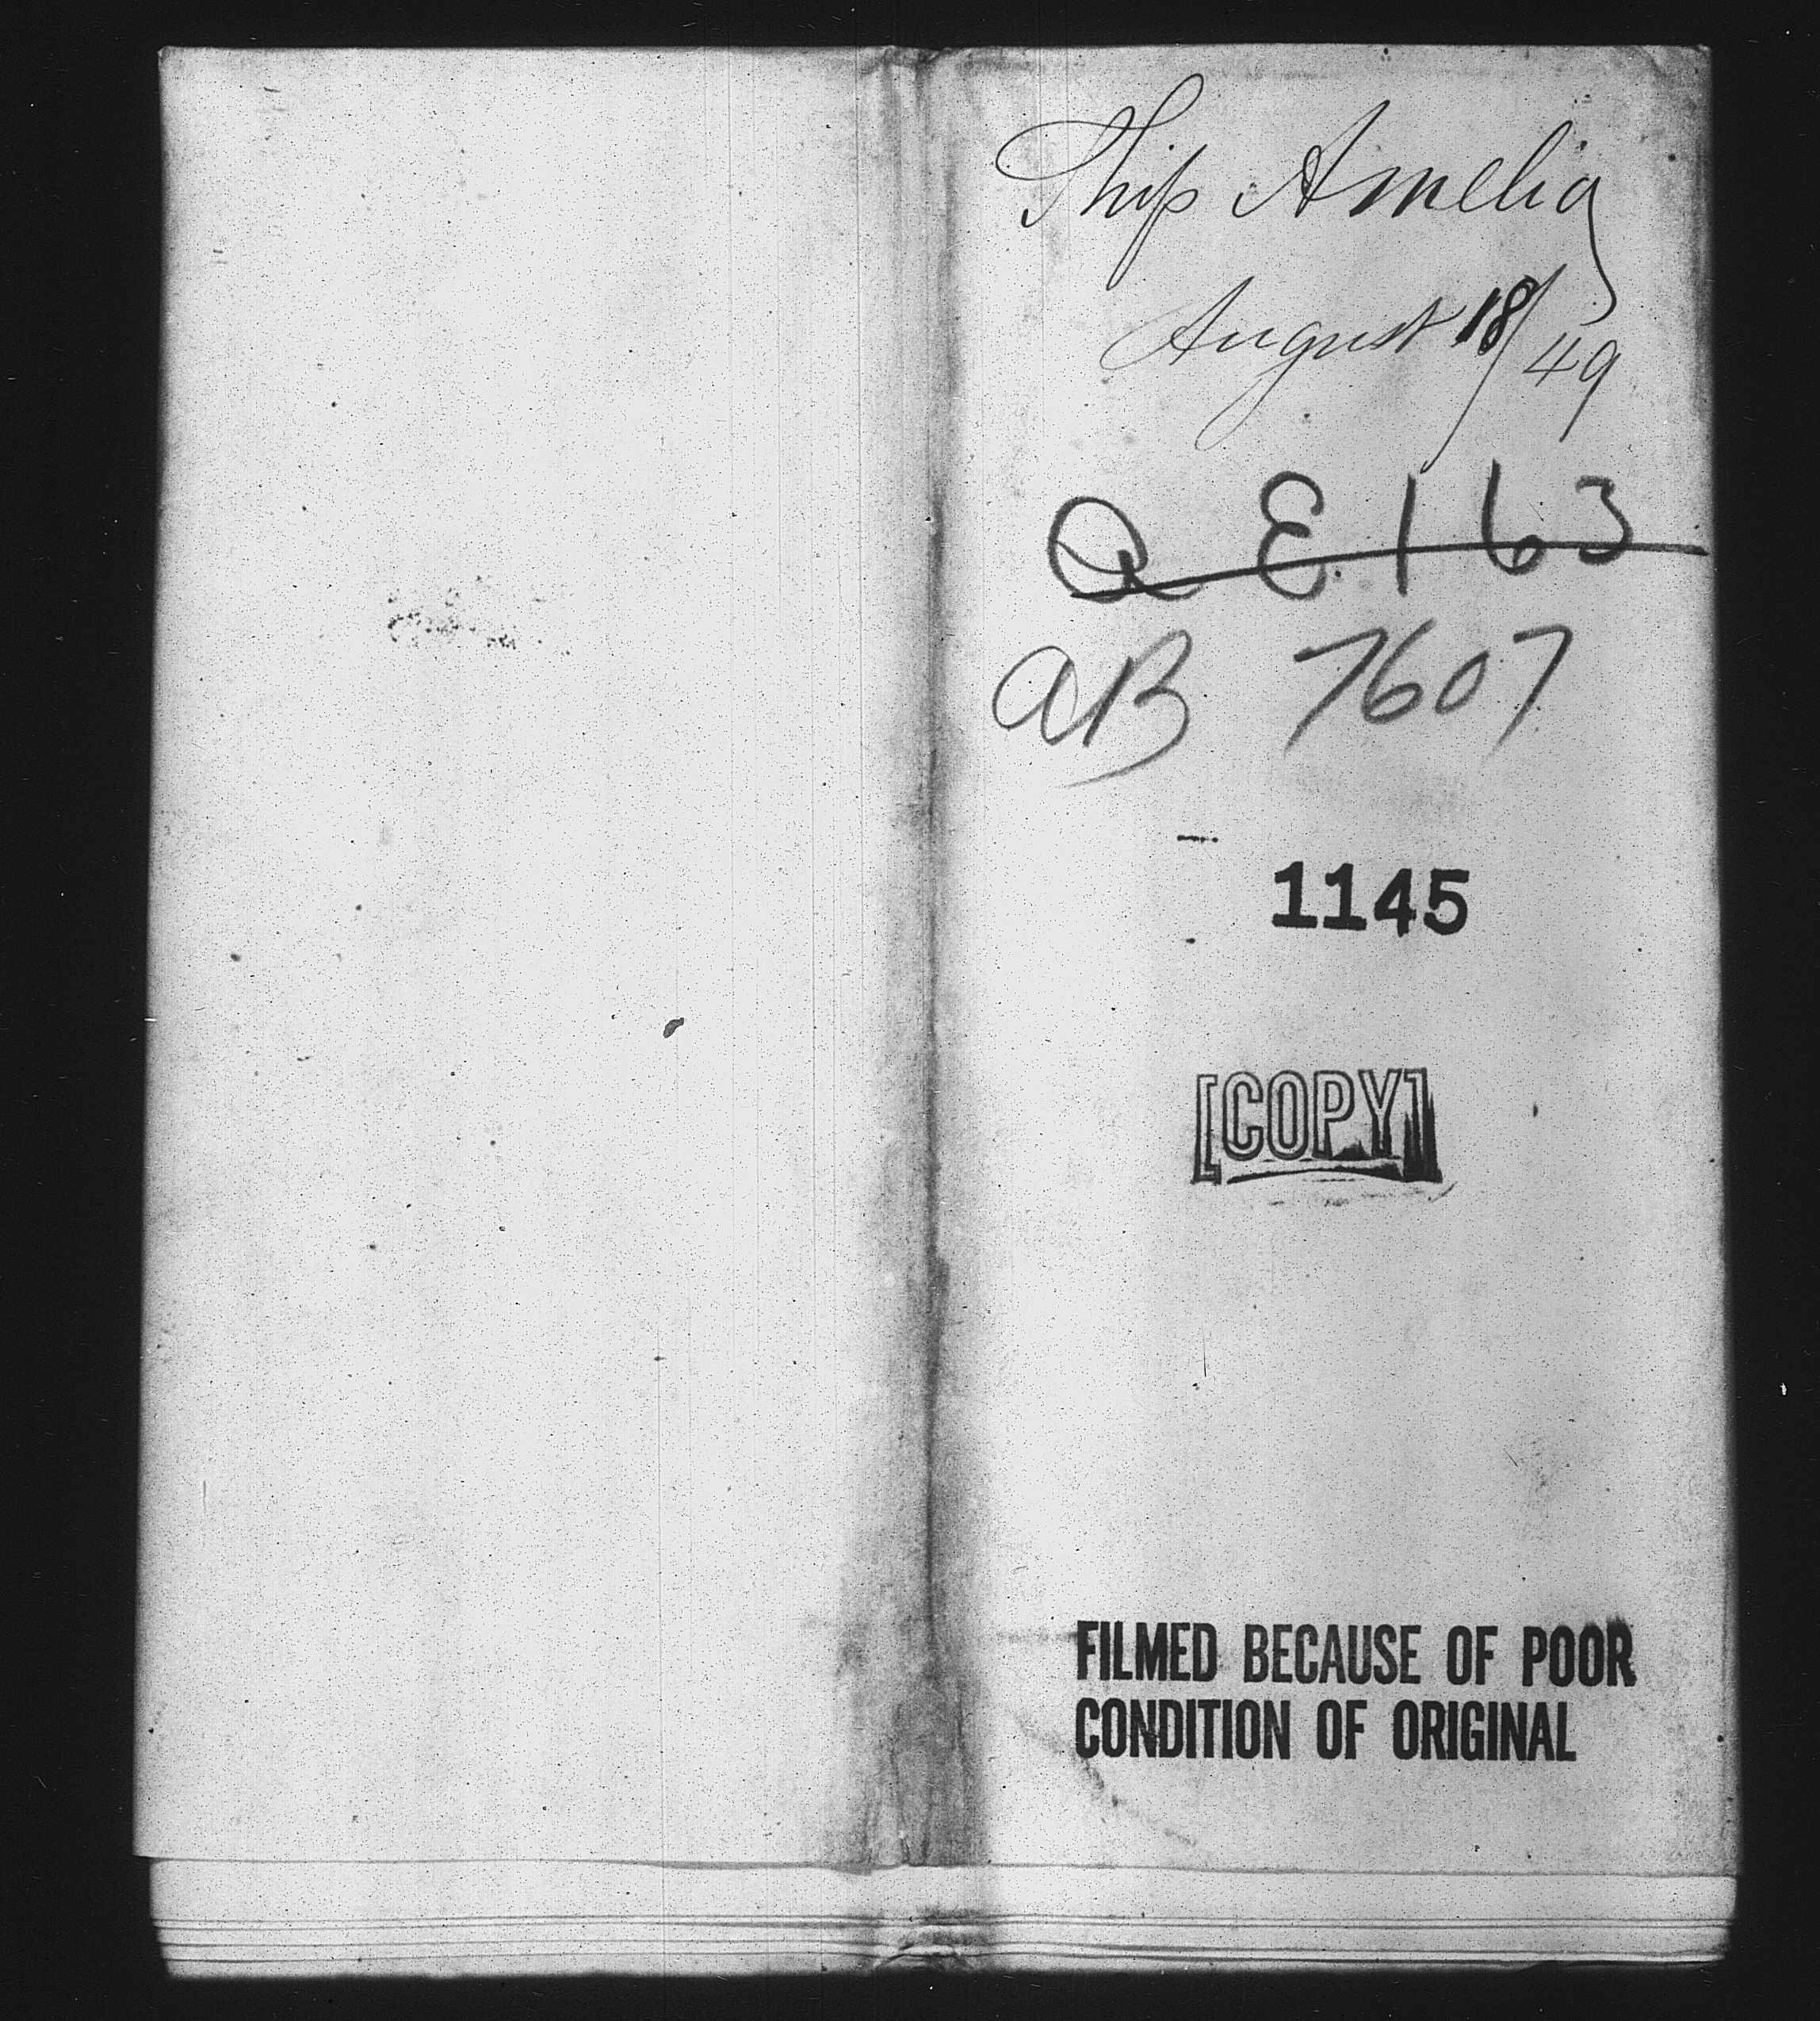 Ship Amelia
August 18/49
Q E 163
AB 7607
1145
[COPY]
FILMED BECAUSE OF POOR
CONDITION OF ORIGINAL